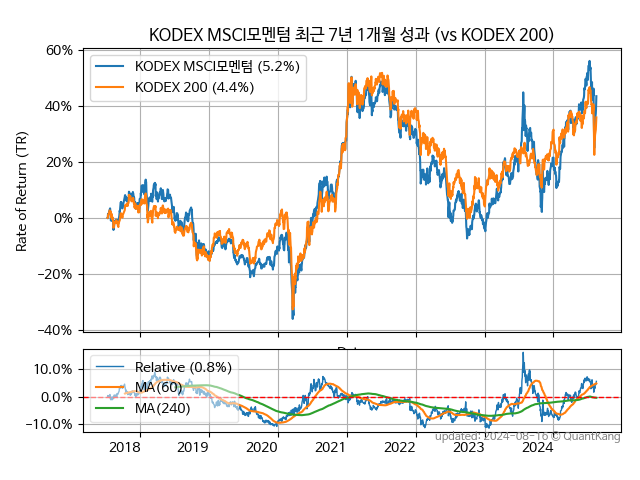 KODEX MSCI모멘텀 최근 7년 1개월 성과 (vs KODEX 200)
60%
KODEX MSCI모멘텀 (5.2%)
KODEX 200 (4.4%)
40%
20%
0%
−20%
−40%
Rate of Return (TR)
Relative (0.8%)
MA(60)
MA(240)
10.0%
0.0%
−10.0%
2018 2019 2020 2021 2022 2023 2024
updated: 2024-08-16 © QuantKang